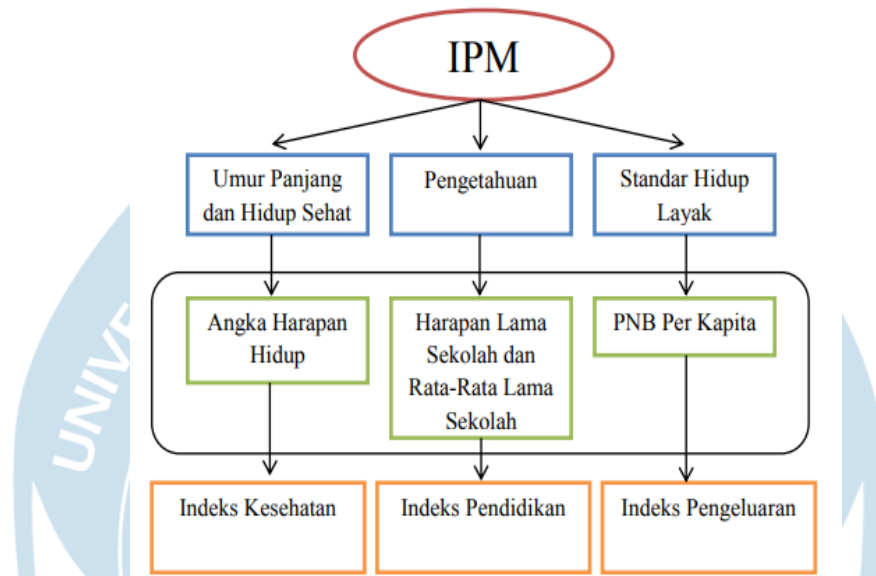 IPM
Umur Panjang
dan Hidup Sehat
Pengetahuan
Standar Hidup
Layak
Angka Harapan
Hidup
Harapan Lama
Sekolah dan
Rata-Rata Lama
Sekolah
PNB Per Kapita
Indeks Kesehatan
Indeks Pendidikan
Indeks Pengeluaran